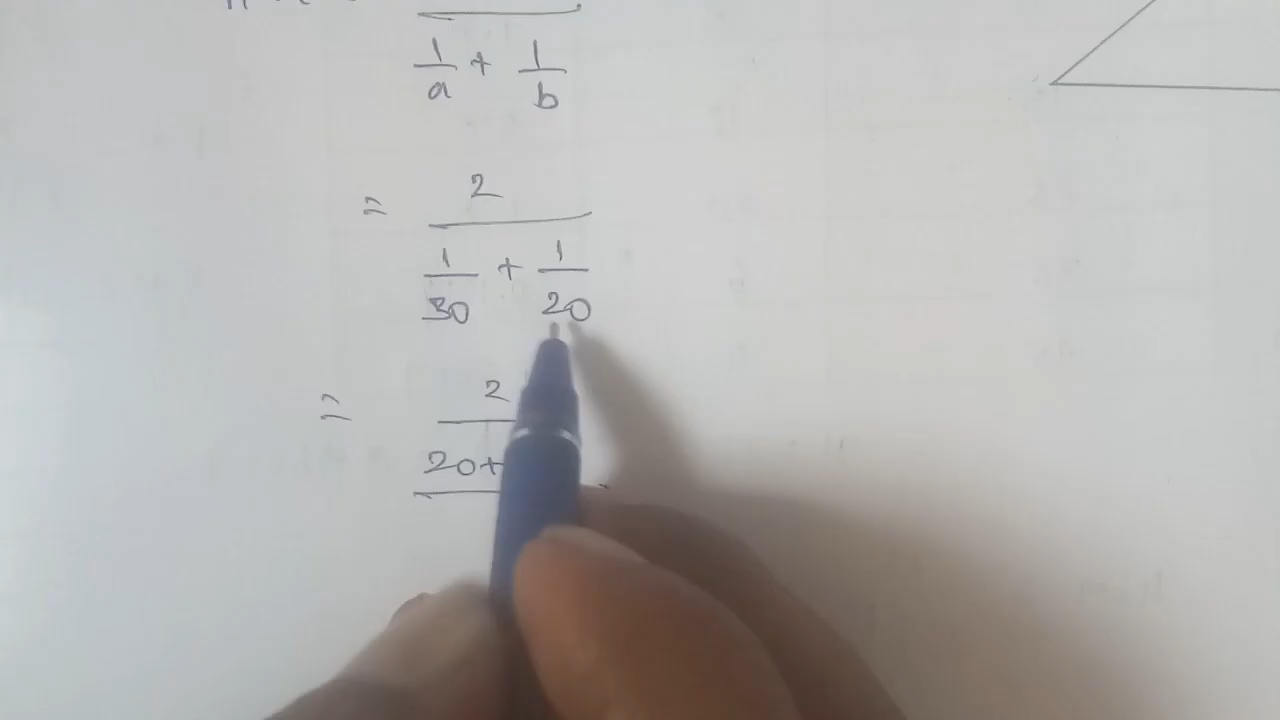 1/a + 1/b
=
2
1/30 + 1/20
=
2
20+